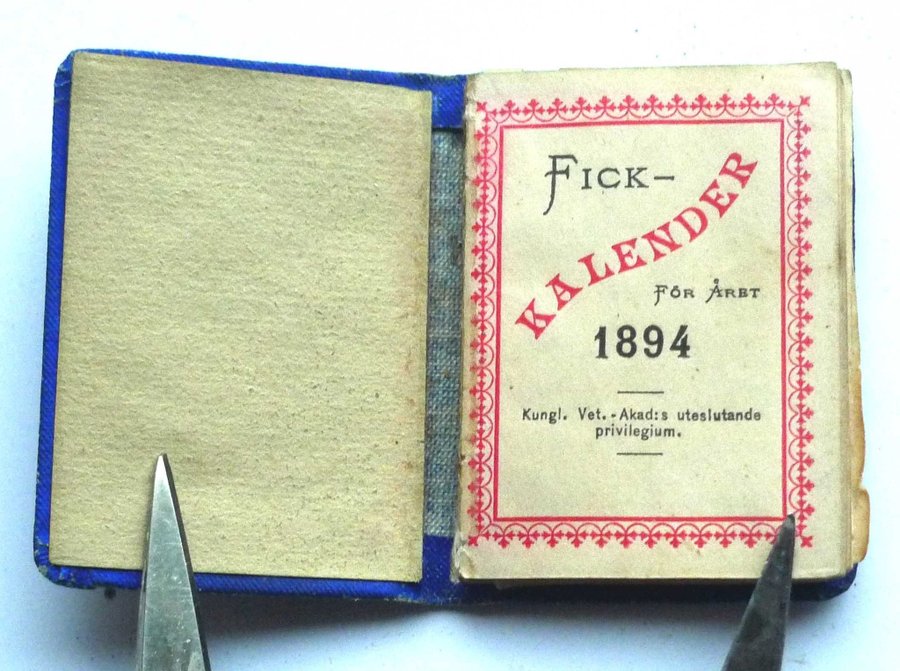 FICK-
KALENDER
FÖR ÅRET
1894
Kungl. Vet.-Akad:s uteslutande
privilegium.